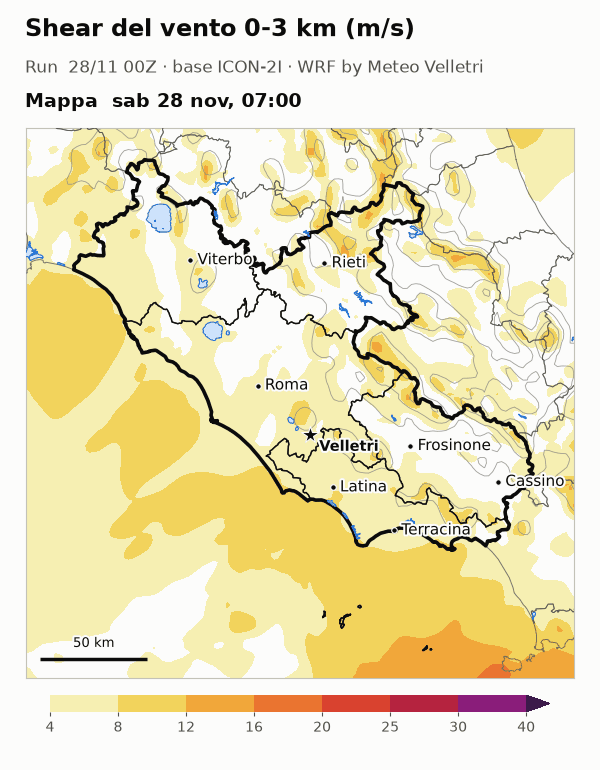 Shear del vento 0-3 km (m/s)
Run 28/11 00Z · base ICON-2I · WRF by Meteo Velletri
Mappa sab 28 nov, 07:00
Viterbo
Rieti
Roma
Velletri
Frosinone
Cassino
Latina
Terracina
50 km
4 8 12 16 20 25 30 40